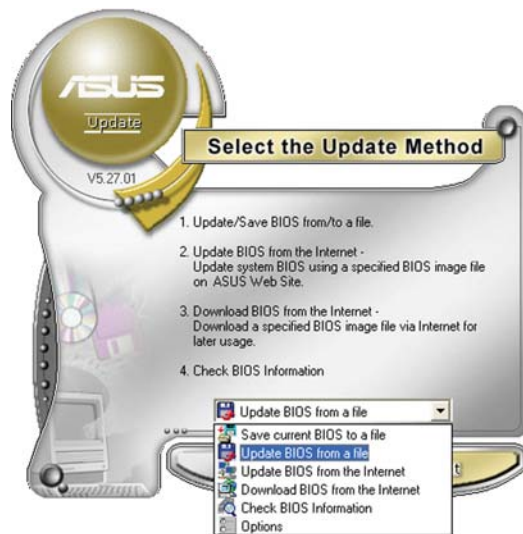 ASUS
Update
V5.27.01
Select the Update Method
1. Update/Save BIOS from/to a file.
2. Update BIOS from the Internet -
Update system BIOS using a specified BIOS image file
on ASUS Web Site.
3. Download BIOS from the Internet -
Download a specified BIOS image file via Internet for
later usage.
4. Check BIOS Information
Update BIOS from a file
Save current BIOS to a file
Update BIOS from a file
Update BIOS from the Internet
Download BIOS from the Internet
Check BIOS Information
Options